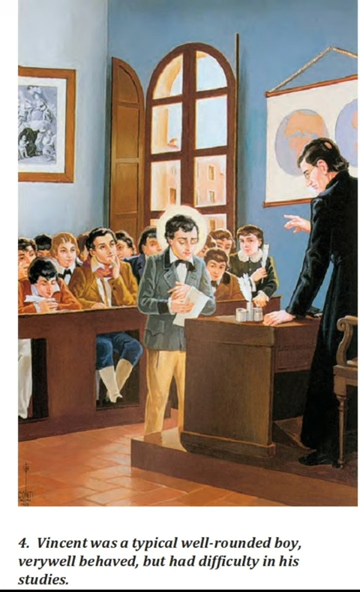 4. Vincent was a typical well-rounded boy,
verywell behaved, but had difficulty in his
studies.